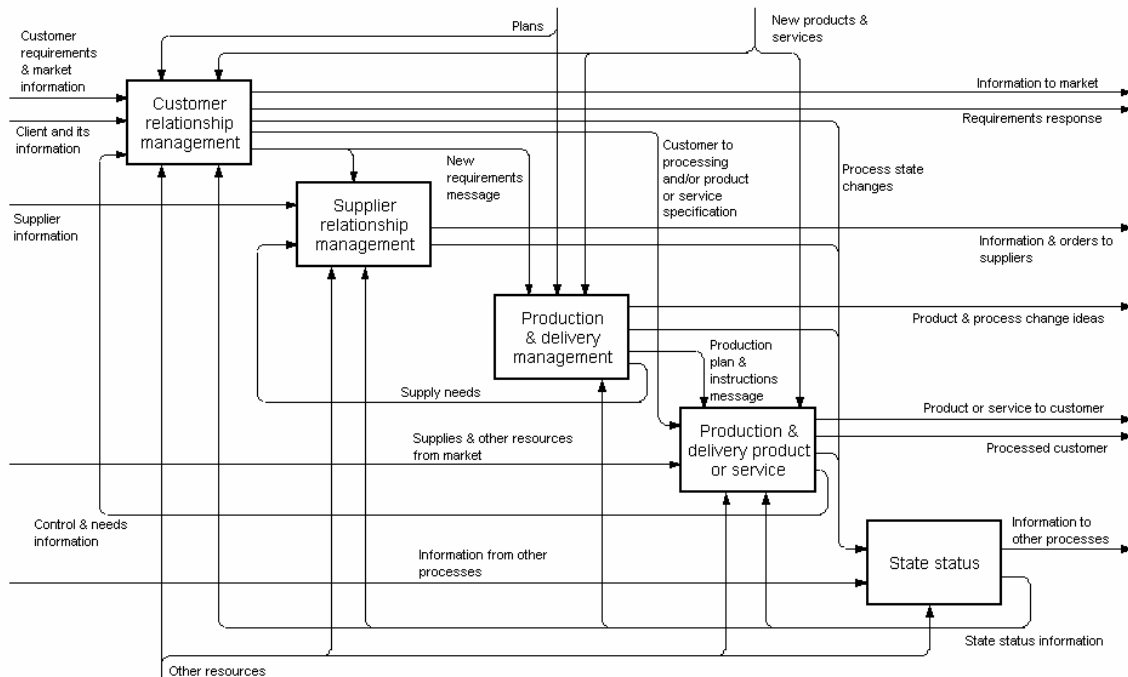 Plans
New products &
services
Customer
requirements
& market
information
Customer
relationship
management
Information to market
Requirements response
Client and its
information
New
requirements
message
Customer to
processing
and/or product
or service
specification
Process state
changes
Supplier
information
Supplier
relationship
management
Information & orders to
suppliers
Production
& delivery
management
Product & process change ideas
Production
plan &
instructions
message
Supply needs
Product or service to customer
Supplies & other resources
from market
Production &
delivery product
or service
Processed customer
Control & needs
information
Information to
other processes
Information from other
processes
State status
State status information
Other resources